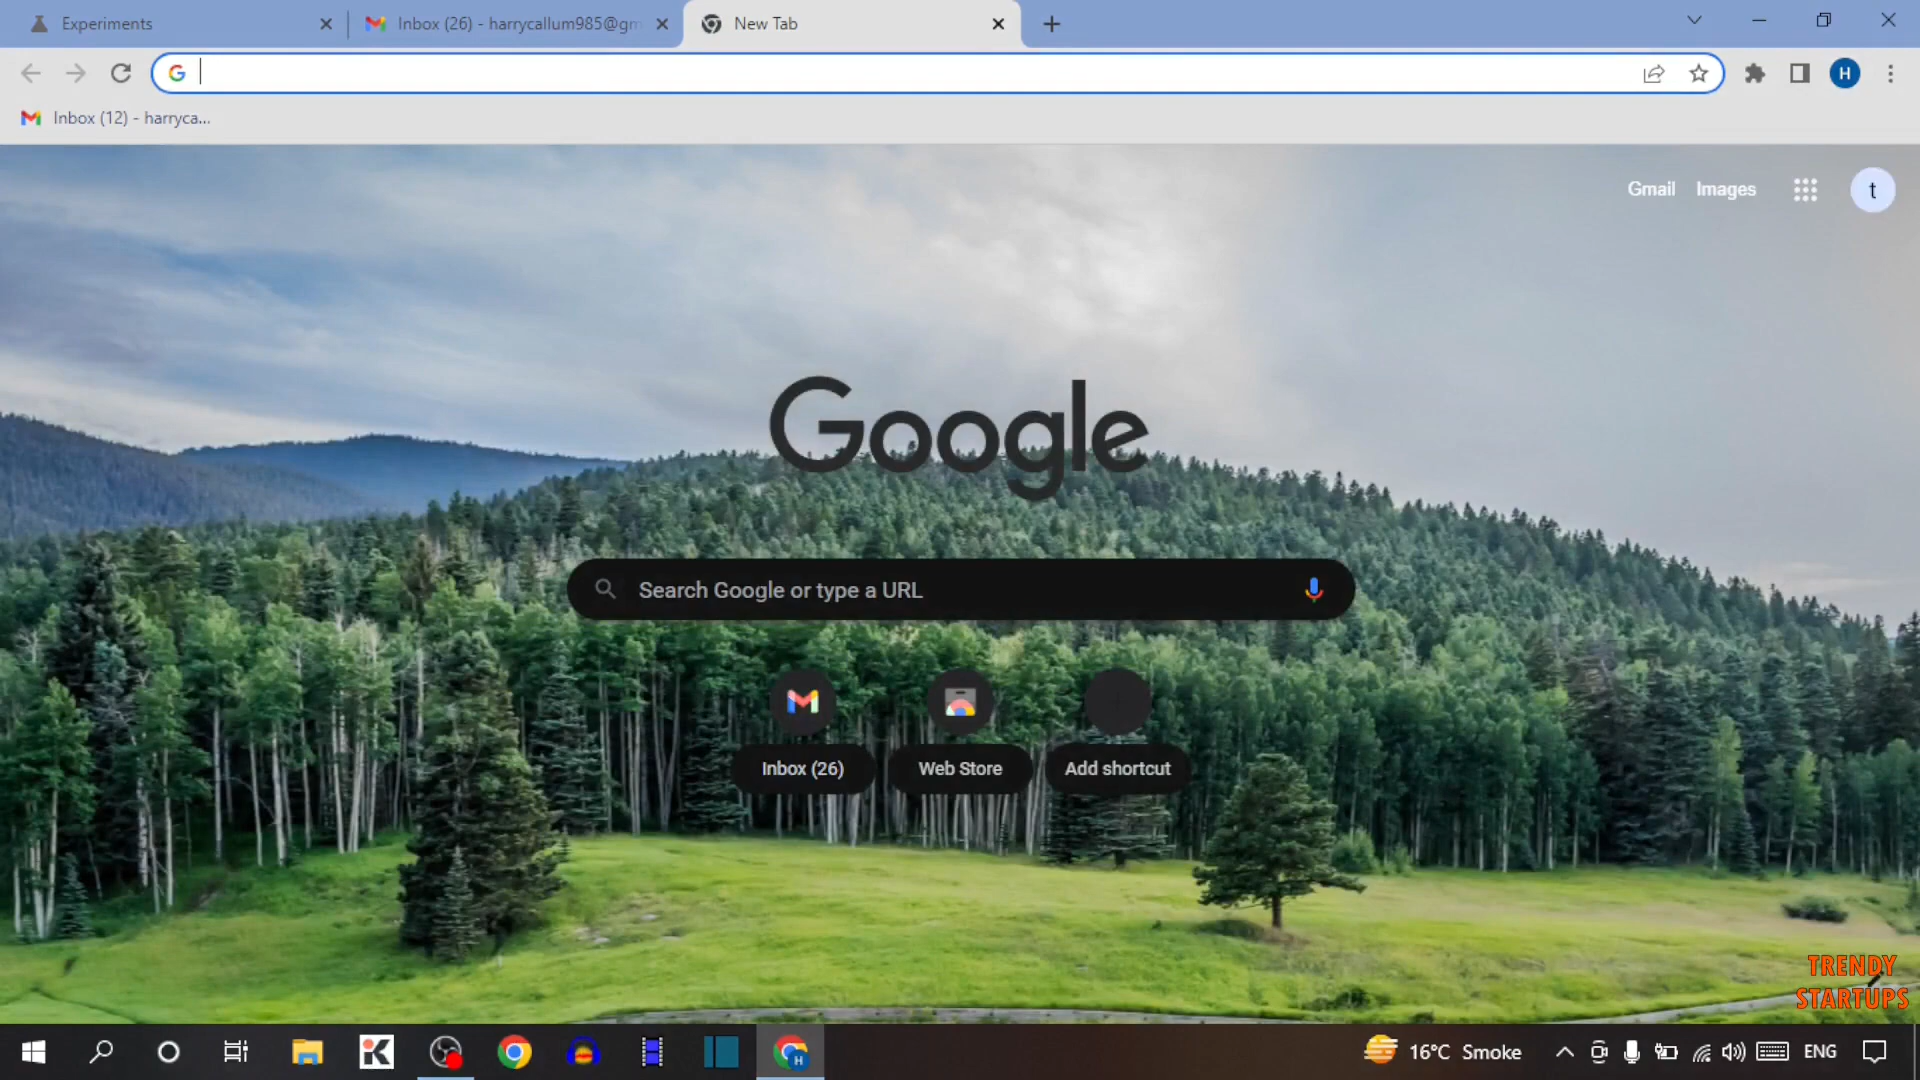 Experiments
Inbox (26) - harrycallum985@gm
New Tab
H
Inbox (12) - harryca...
Gmail
Images
t
Google
Search Google or type a URL
Inbox (26)
Web Store
Add shortcut
TRENDY
STARTUPS
16°C Smoke
ENG